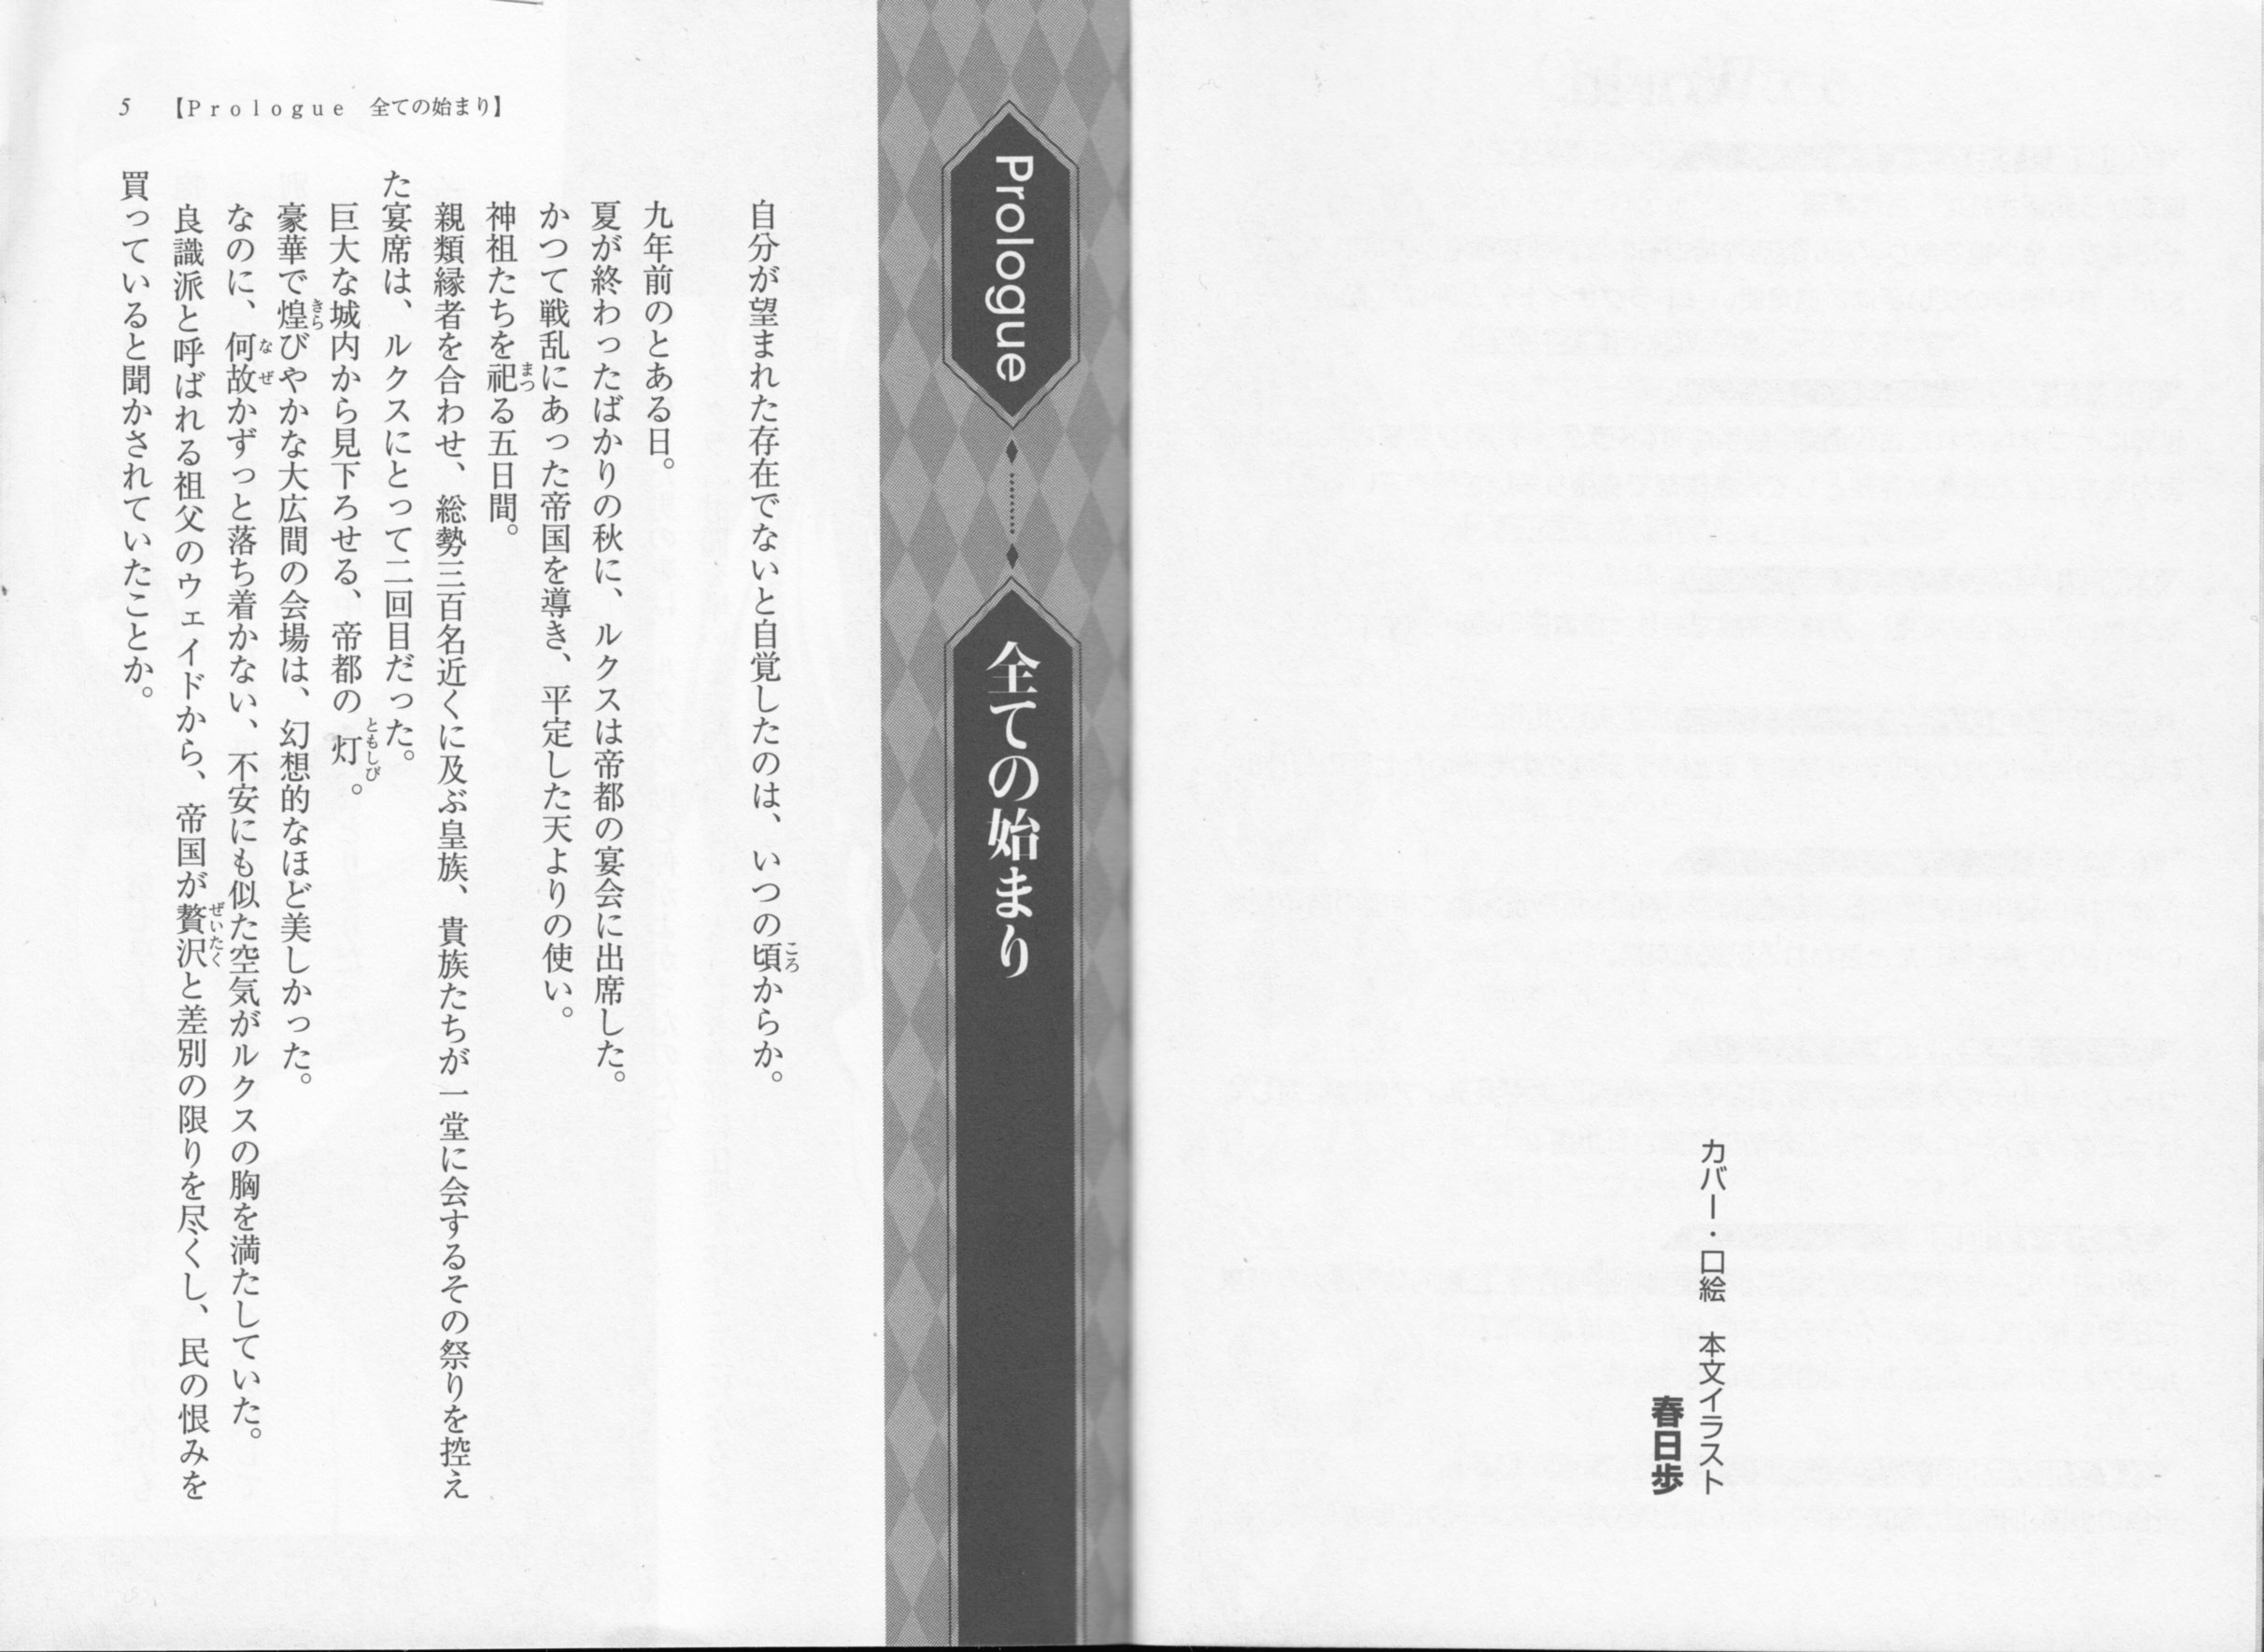 カバー・口絵　本文イラスト
春日歩
Prologue
全ての始まり
自分が望まれた存在でないと自覚したのは、いつの頃からか。
九年前のとある日。
夏が終わったばかりの秋に、ルクスは帝都の宴会に出席した。
かつて戦乱にあった帝国を導き、平定した天よりの使い。
神祖たちを祀る五日間。
親類縁者を合わせ、総勢三百名近くに及ぶ皇族、貴族たちが一堂に会するその祭りを控え
た宴席は、ルクスにとって二回目だった。
巨大な城内から見下ろせる、帝都の灯。
豪華で煌びやかな大広間の会場は、幻想的なほど美しかった。
なのに、何故かずっと落ち着かない、不安にも似た空気がルクスの胸を満たしていた。
良識派と呼ばれる祖父のウェイドから、帝国が贅沢と差別の限りを尽くし、民の恨みを
買っていると聞かされていたことか。
5　【Prologue　全ての始まり】